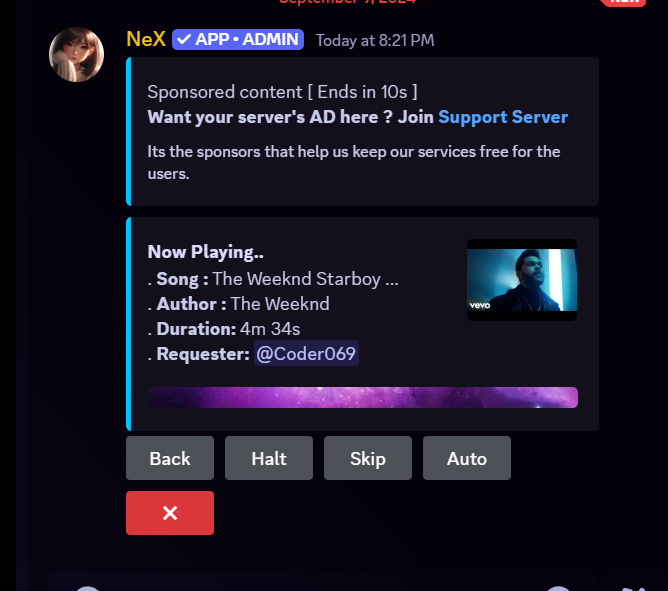 September 9, 2024
NEW
NeX ✓ APP • ADMIN Today at 8:21 PM
Sponsored content [ Ends in 10s ]
Want your server's AD here ? Join Support Server
Its the sponsors that help us keep our services free for the
users.
Now Playing..
. Song : The Weeknd Starboy ...
. Author : The Weeknd
. Duration: 4m 34s
. Requester: @Coder069
vevo
Back Halt Skip Auto
✕